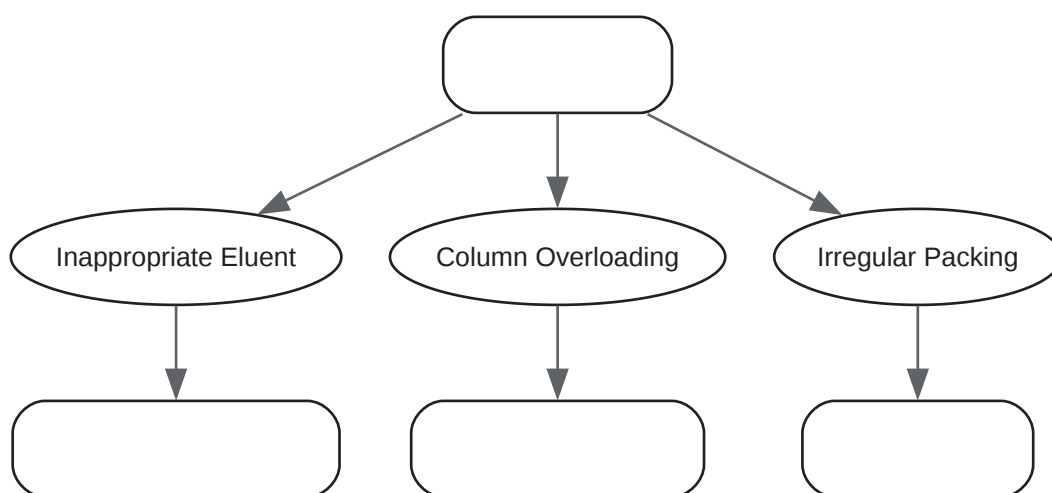 Inappropriate Eluent
Column Overloading
Irregular Packing